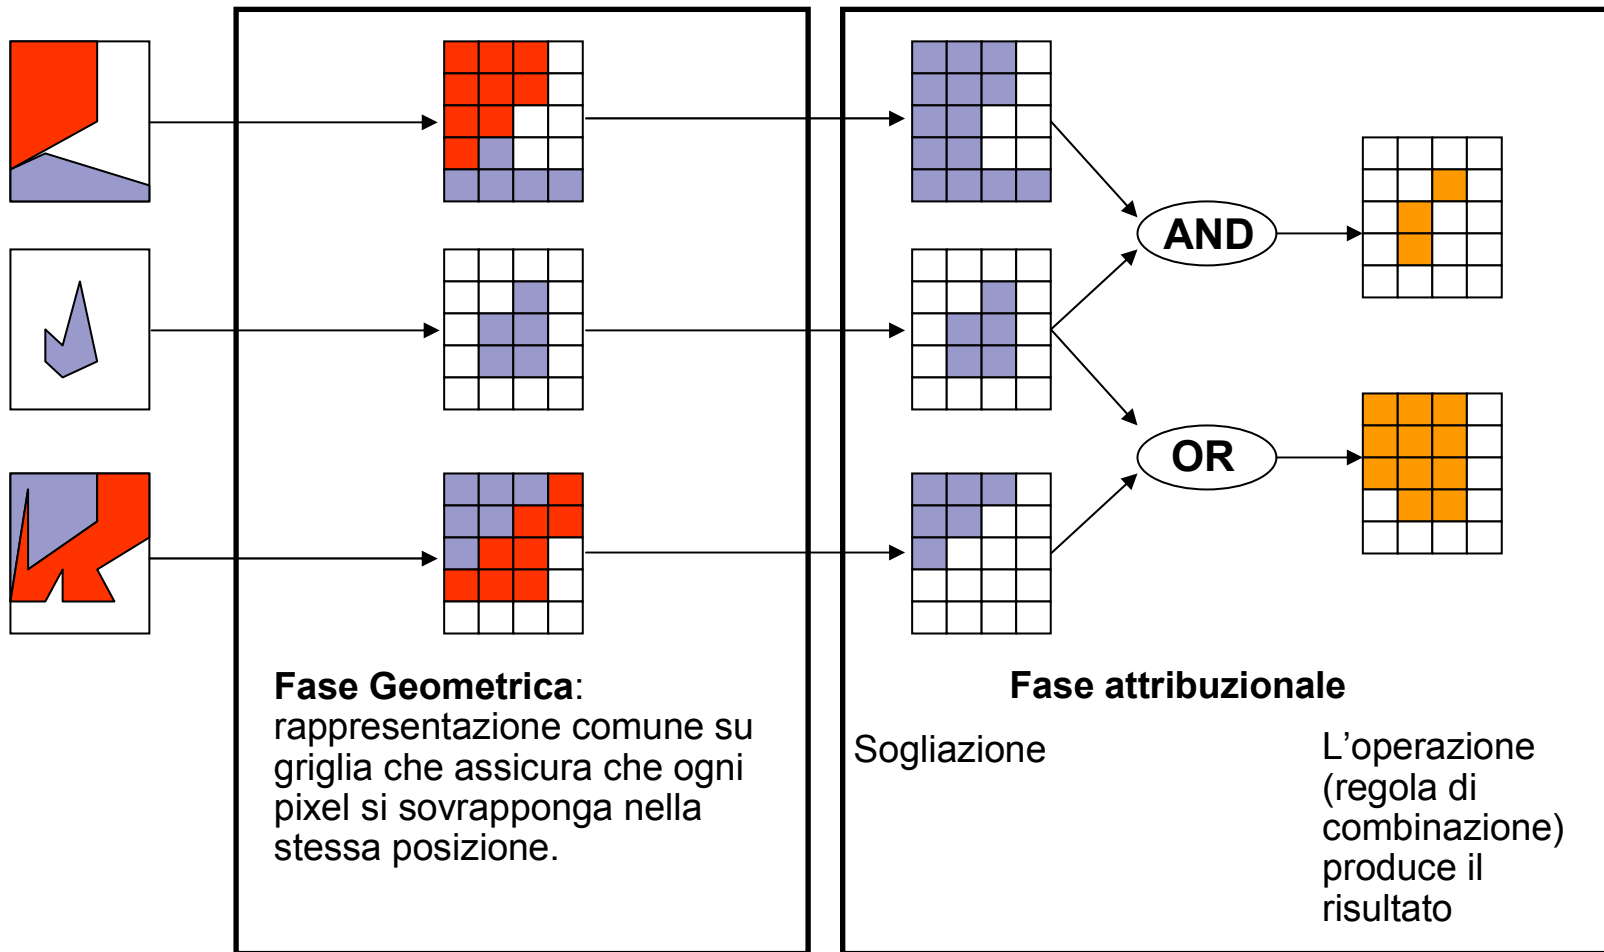 AND
OR
Fase Geometrica:
rappresentazione comune su
griglia che assicura che ogni
pixel si sovrapponga nella
stessa posizione.
Fase attribuzionale
Sogliazione
L’operazione
(regola di
combinazione)
produce il
risultato